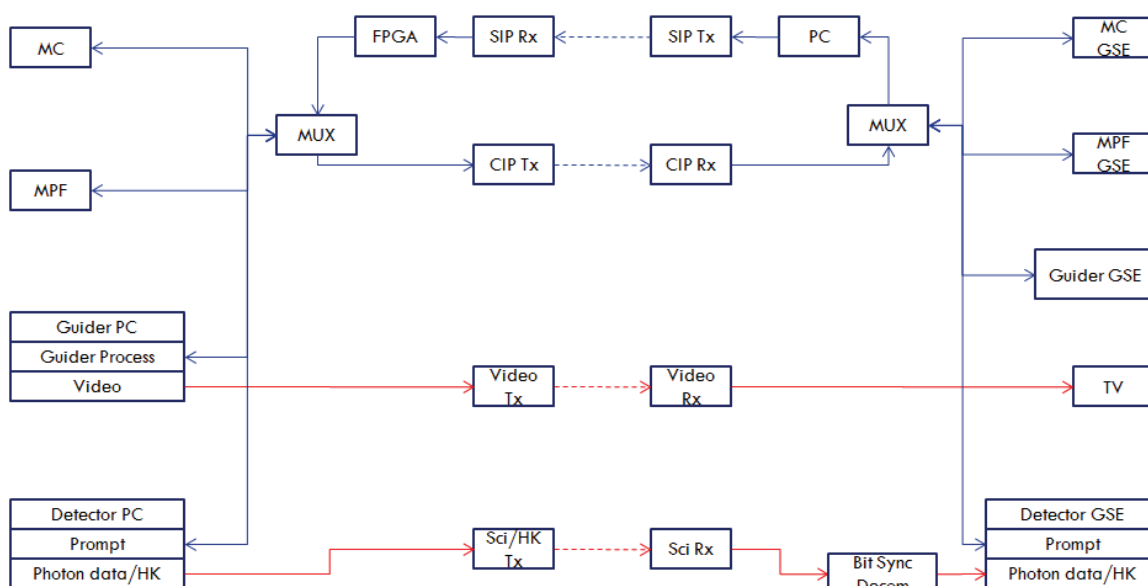 MC
FPGA
SIP Rx
SIP Tx
PC
MC
GSE
MUX
MUX
MPF
CIP Tx
CIP Rx
MPF
GSE
Guider GSE
Guider PC
Guider Process
Video
Video
Tx
Video
Rx
TV
Detector PC
Prompt
Photon data/HK
Sci/HK
Tx
Sci Rx
Bit Sync
Decom
Detector GSE
Prompt
Photon data/HK